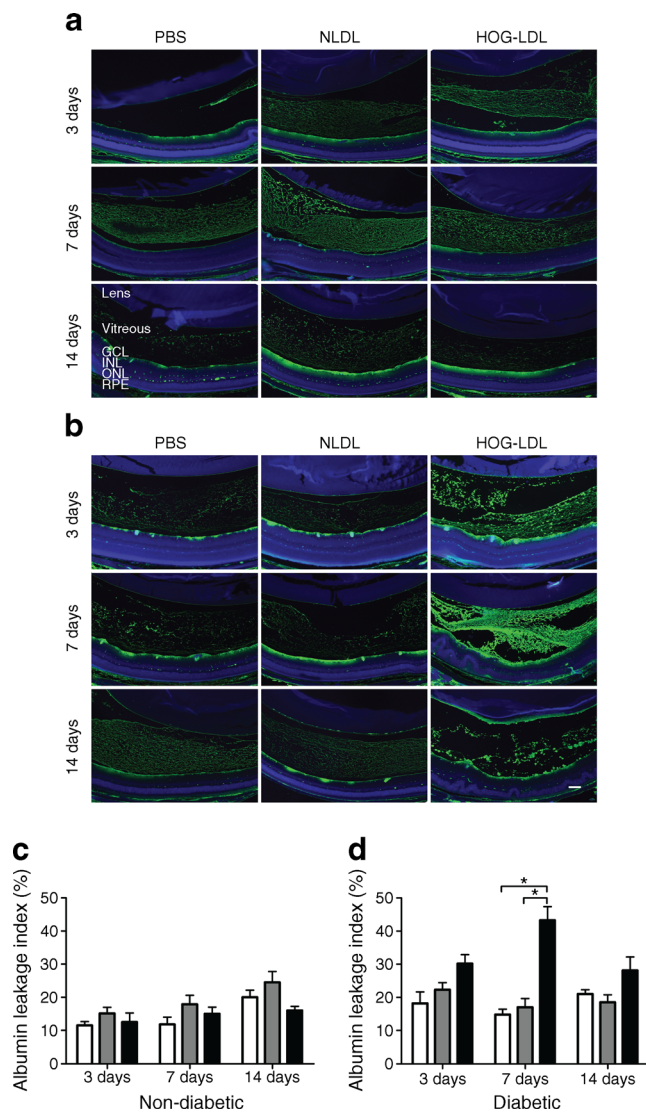 a
PBS NLDL HOG-LDL
3 days
7 days
14 days
Lens
Vitreous
GCL
INL
ONL
RPE
b
PBS NLDL HOG-LDL
3 days
7 days
14 days
c
Albumin leakage index (%)
50
40
30
20
10
0
3 days 7 days 14 days
Non-diabetic
d
Albumin leakage index (%)
50
40
30
20
10
0
*
*
3 days 7 days 14 days
Diabetic